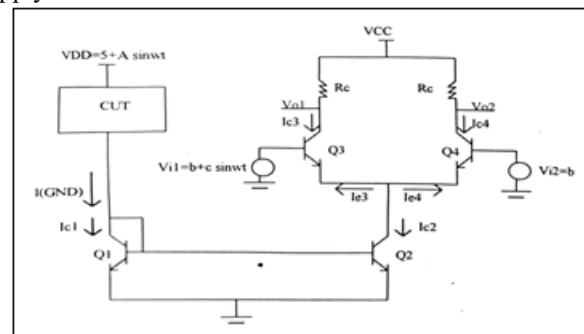 VCC
VDD=5+A sinwt
CUT
Rc
Rc
Vo1
Vo2
Ic3
Ic4
Q3
Q4
Vi1=b+c sinwt
Vi2=b
I(GND)
Ie3
Ie4
Ic1
Ic2
Q1
Q2